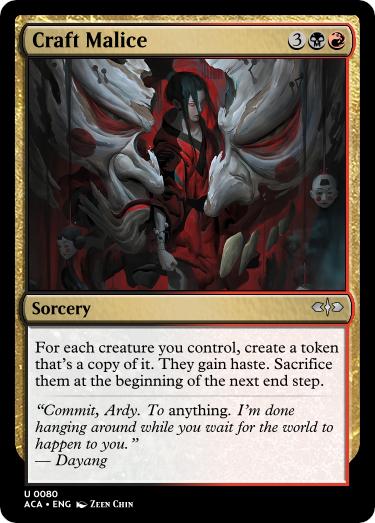 Craft Malice 3
Sorcery
For each creature you control, create a token
that's a copy of it. They gain haste. Sacrifice
them at the beginning of the next end step.
“Commit, Ardy. To anything. I'm done
hanging around while you wait for the world to
happen to you.”
— Dayang
U 0080
ACA • ENG Zeen Chin